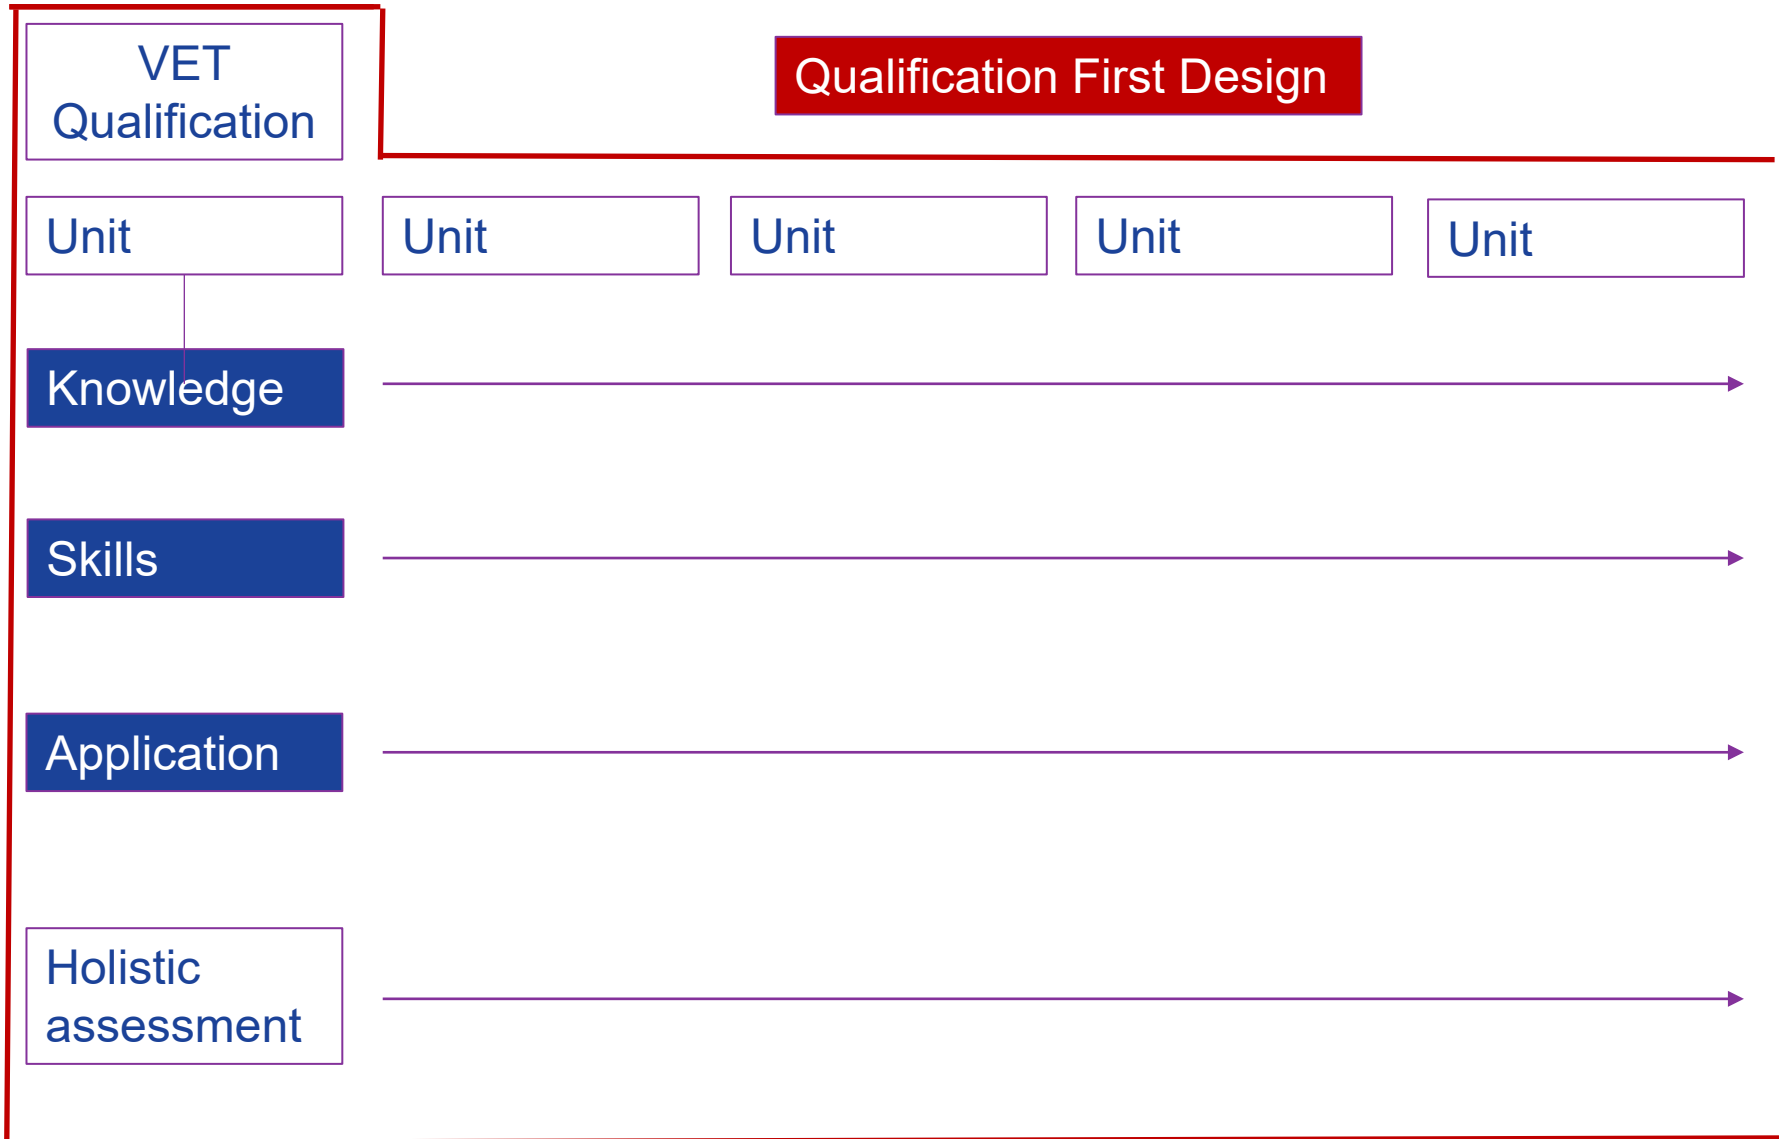 VET
Qualification
Qualification First Design
Unit
Unit
Unit
Unit
Unit
Knowledge
Skills
Application
Holistic
assessment